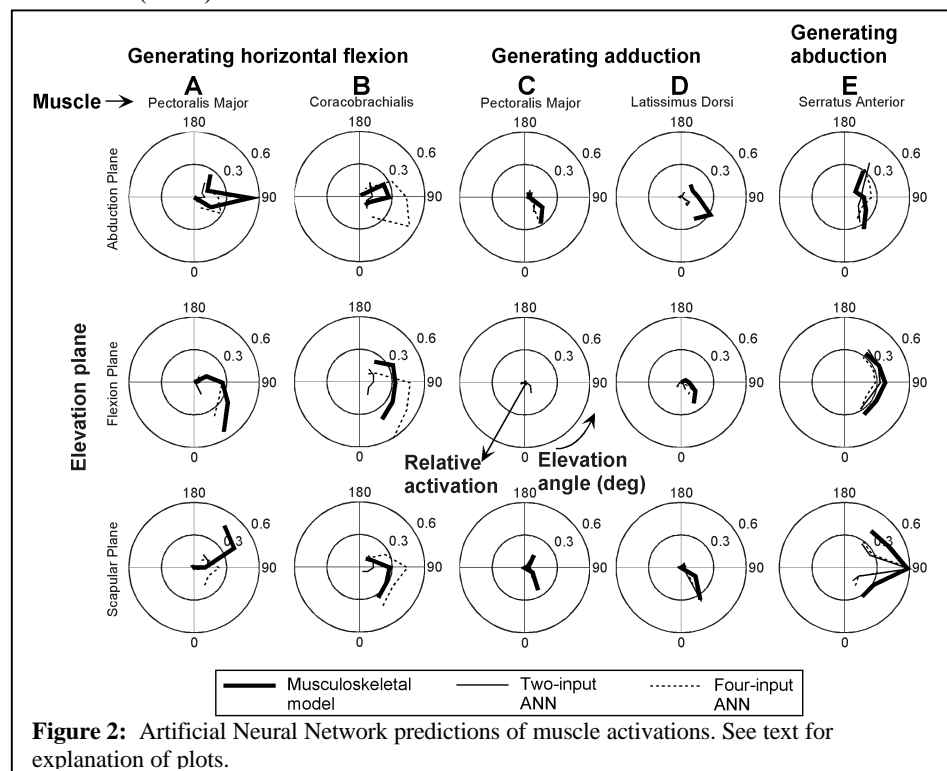 Generating horizontal flexion
Generating adduction
Generating
abduction
A
B
C
D
E
Muscle
Pectoralis Major
Coracobrachialis
Pectoralis Major
Latissimus Dorsi
Serratus Anterior
Elevation plane
Abduction Plane
180 180 180 180 180
0.6 0.6 0.6 0.6 0.6
0.3 0.3 0.3 0.3 0.3
90 90 90 90 90
0 0 0 0 0
Flexion Plane
180 180 180 180 180
0.6 0.6 0.6 0.6 0.6
0.3 0.3 0.3 0.3 0.3
90 90 90 90 90
0 0 0 0
Relative
activation
Elevation
angle (deg)
Scapular Plane
180 180 180 180 180
0.6 0.6 0.6 0.6 0.6
0.3 0.3 0.3 0.3 0.3
90 90 90 90 90
0 0 0 0 0
Musculoskeletal
model
Two-input
ANN
Four-input
ANN
Figure 2: Artificial Neural Network predictions of muscle activations. See text for
explanation of plots.